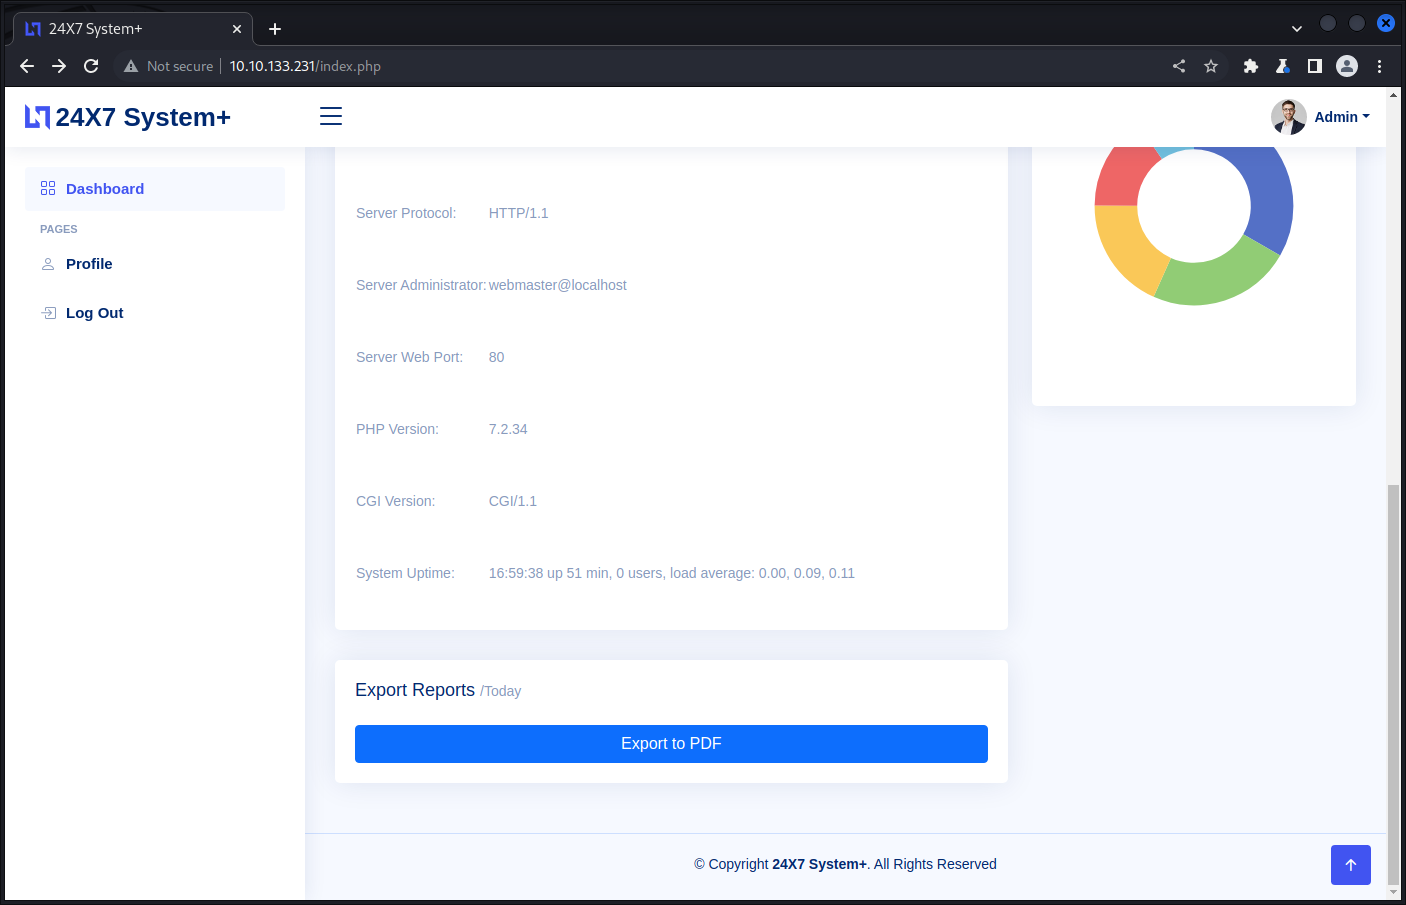 24X7 System+
Not secure 10.10.133.231/index.php
24X7 System+
Admin
Dashboard
PAGES
Profile
Log Out
Server Protocol: HTTP/1.1
Server Administrator: webmaster@localhost
Server Web Port: 80
PHP Version: 7.2.34
CGI Version: CGI/1.1
System Uptime: 16:59:38 up 51 min, 0 users, load average: 0.00, 0.09, 0.11
Export Reports /Today
Export to PDF
© Copyright 24X7 System+. All Rights Reserved